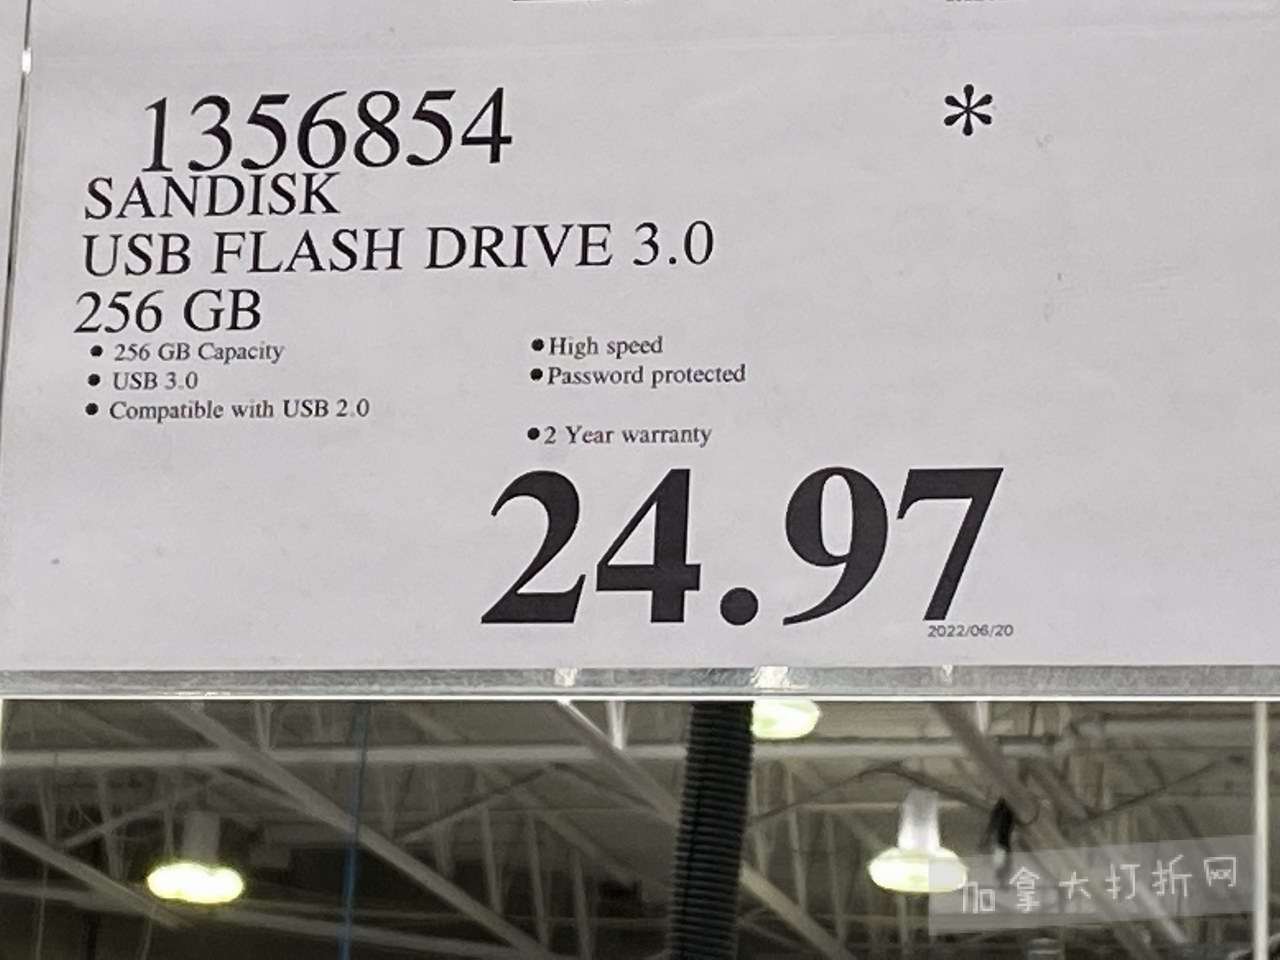 1356854
*
SANDISK
USB FLASH DRIVE 3.0
256 GB
• 256 GB Capacity
• USB 3.0
• Compatible with USB 2.0
•High speed
•Password protected
•2 Year warranty
24.97
2022/06/20
加拿大打折网